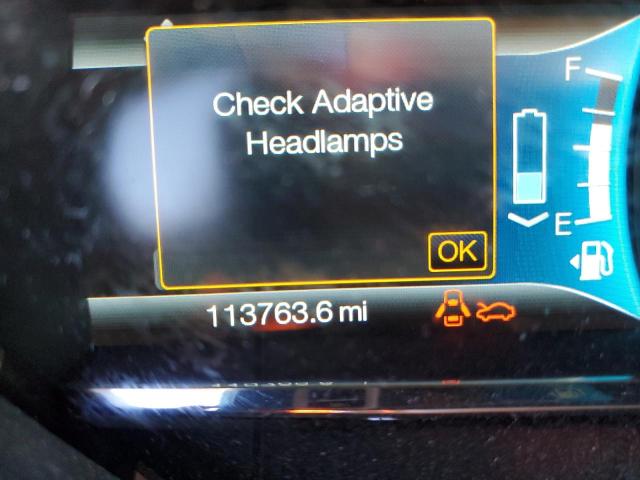 Check Adaptive
Headlamps
OK
F
E
113763.6 mi